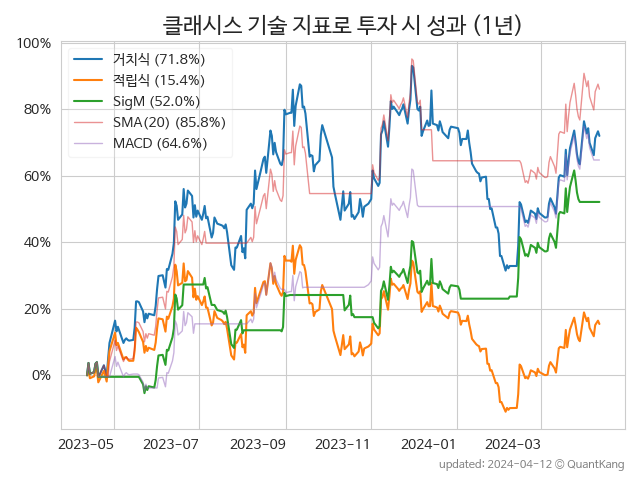 클래시스 기술 지표로 투자 시 성과 (1년)
거치식 (71.8%)
적립식 (15.4%)
SigM (52.0%)
SMA(20) (85.8%)
MACD (64.6%)
100%
80%
60%
40%
20%
0%
2023-05 2023-07 2023-09 2023-11 2024-01 2024-03
updated: 2024-04-12 © QuantKang